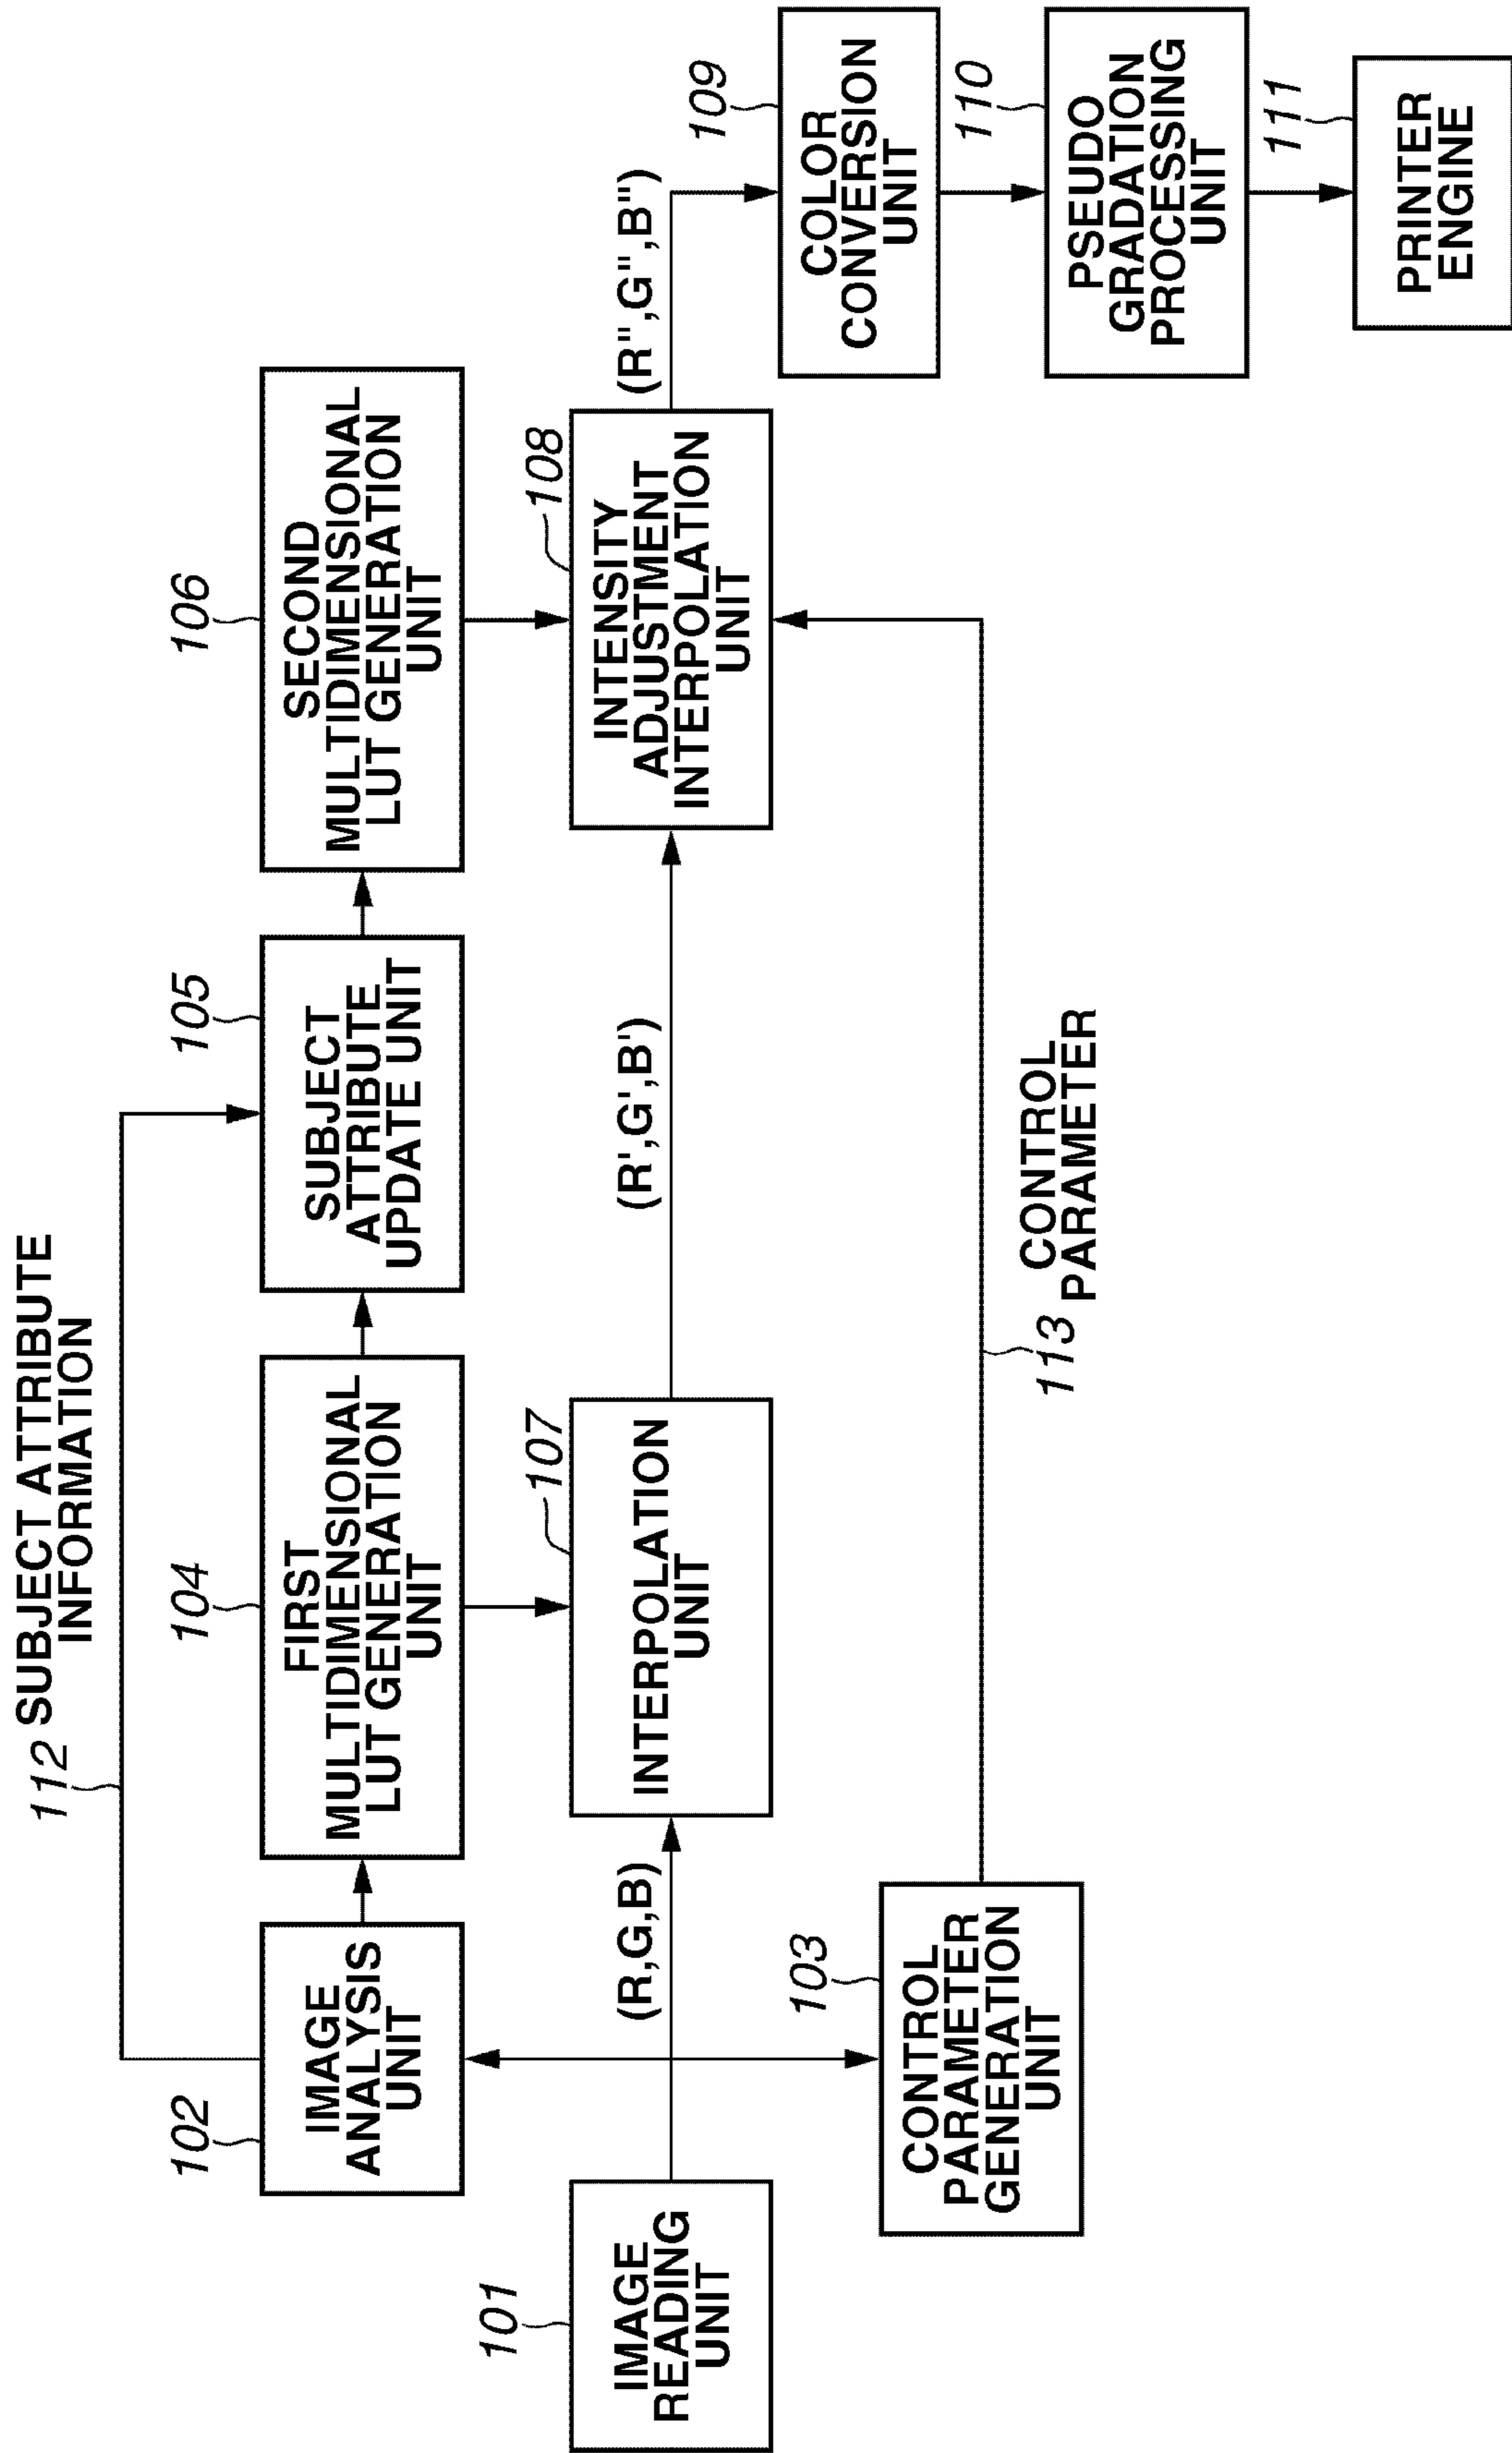 112 SUBJECT ATTRIBUTE
INFORMATION
102
IMAGE
ANALYSIS
UNIT
104
FIRST
MULTIDIMENSIONAL
LUT GENERATION
UNIT
105
SUBJECT
ATTRIBUTE
UPDATE UNIT
106
SECOND
MULTIDIMENSIONAL
LUT GENERATION
UNIT
101
IMAGE
READING
UNIT
(R,G,B)
107
INTERPOLATION
UNIT
(R',G',B')
108
INTENSITY
ADJUSTMENT
INTERPOLATION
UNIT
(R'',G'',B'')
103
CONTROL
PARAMETER
GENERATION
UNIT
113 CONTROL
PARAMETER
109
COLOR
CONVERSION
UNIT
110
PSEUDO
GRADATION
PROCESSING
UNIT
111
PRINTER
ENGINE